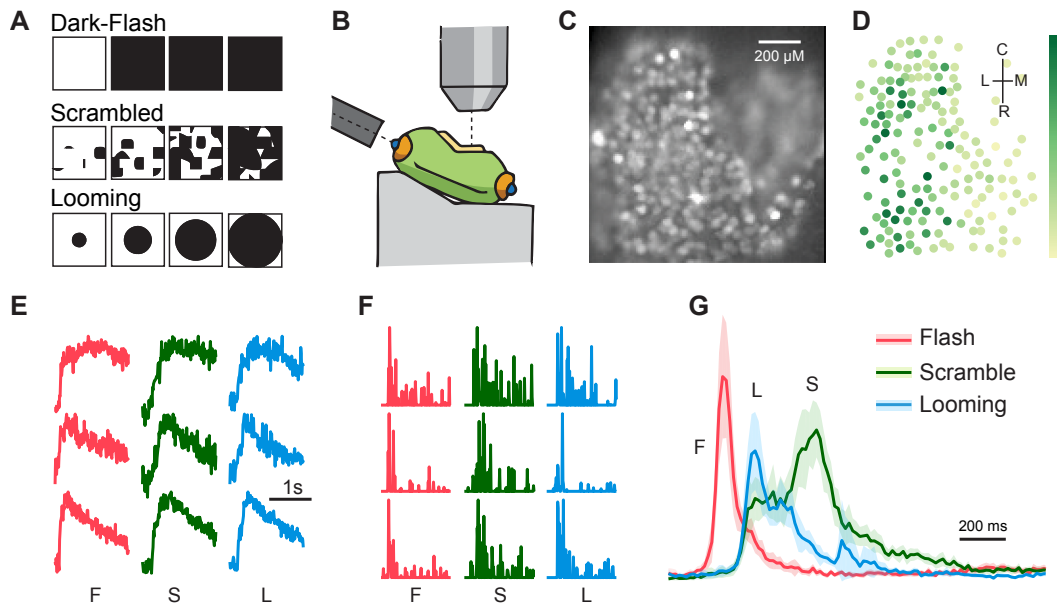 A
Dark-Flash
Scrambled
Looming
B
C
200 µM
D
C
L M
R
E
1s
F S L
F
F S L
G
Flash
Scramble
Looming
F
L
S
200 ms